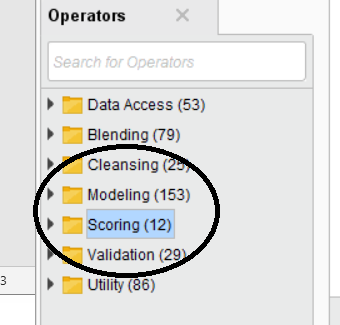 Operators
Search for Operators
Data Access (53)
Blending (79)
Cleansing (25)
Modeling (153)
Scoring (12)
Validation (29)
Utility (86)
3